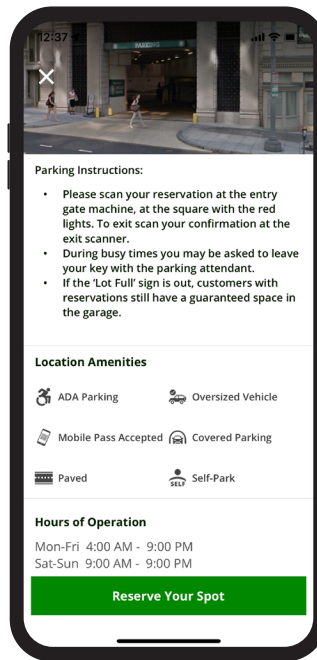 12:37
PARKING
Parking Instructions:
• Please scan your reservation at the entry
gate machine, at the square with the red
lights. To exit scan your confirmation at the
exit scanner.
• During busy times you may be asked to leave
your key with the parking attendant.
• If the ‘Lot Full’ sign is out, customers with
reservations still have a guaranteed space in
the garage.
Location Amenities
ADA Parking
Oversized Vehicle
Mobile Pass Accepted
Covered Parking
Paved
SELF
Self-Park
Hours of Operation
Mon-Fri 4:00 AM - 9:00 PM
Sat-Sun 9:00 AM - 9:00 PM
Reserve Your Spot